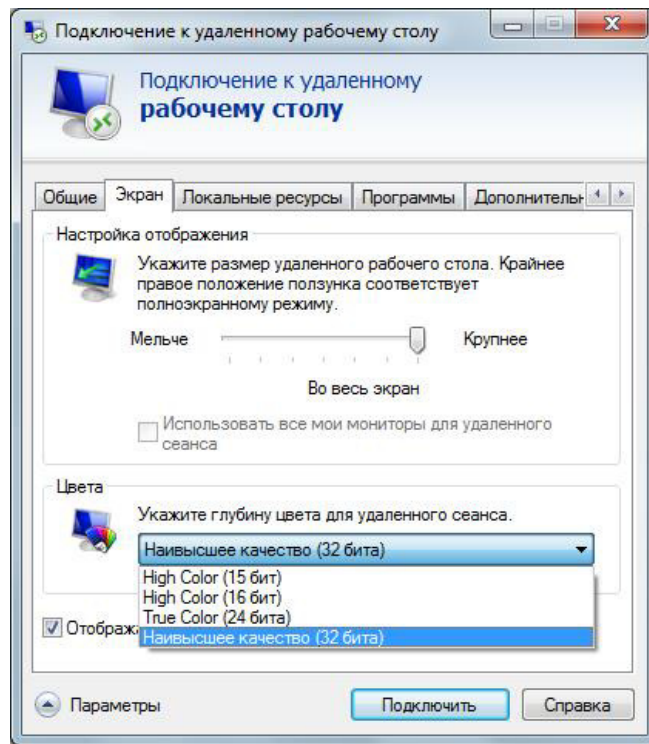 Подключение к удаленному рабочему столу
Подключение к удаленному
рабочему столу
Общие
Экран
Локальные ресурсы
Программы
Настройка отображения
Укажите размер удаленного рабочего стола. Крайнее
правое положение ползунка соответствует
полноэкранному режиму.
Мельче
Крупнее
Во весь экран
Использовать все мои мониторы для удаленного
сеанса
Цвета
Укажите глубину цвета для удаленного сеанса.
Наивысшее качество (32 бита)
High Color (15 бит)
High Color (16 бит)
True Color (24 бита)
Наивысшее качество (32 бита)
Параметры
Подключить
Справка